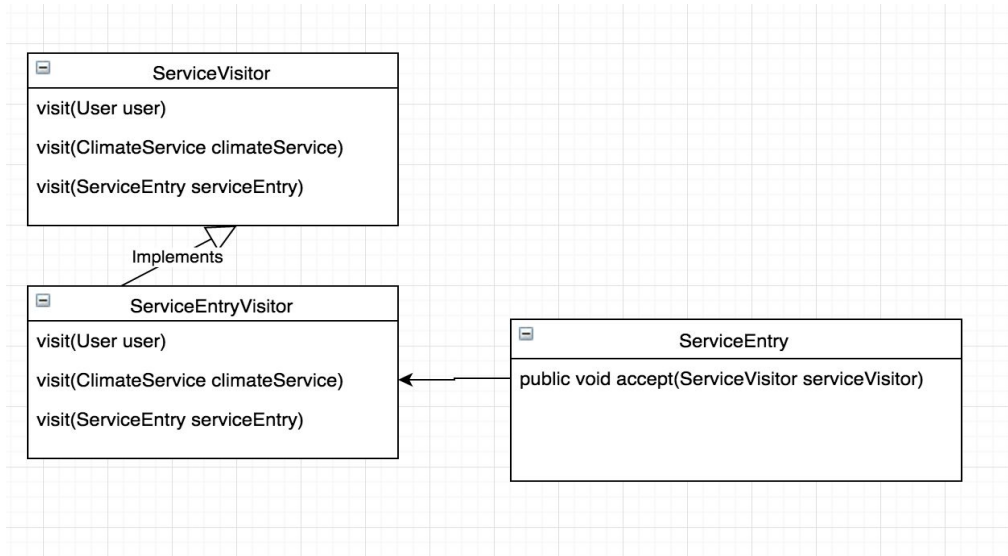 ServiceVisitor
visit(User user)
visit(ClimateService climateService)
visit(ServiceEntry serviceEntry)
Implements
ServiceEntryVisitor
visit(User user)
visit(ClimateService climateService)
visit(ServiceEntry serviceEntry)
ServiceEntry
public void accept(ServiceVisitor serviceVisitor)